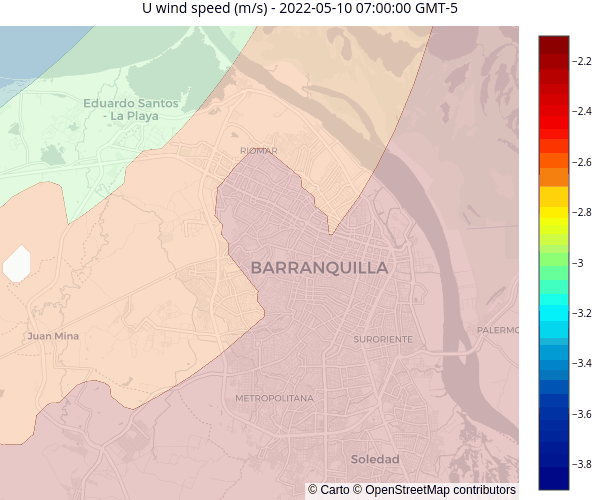 U wind speed (m/s) - 2022-05-10 07:00:00 GMT-5
−2.2
−2.4
−2.6
−2.8
−3
−3.2
−3.4
−3.6
−3.8
Eduardo Santos
- La Playa
RIOMAR
BARRANQUILLA
Juan Mina
SURORIENTE
PALERMO
METROPOLITANA
Soledad
© Carto © OpenStreetMap contributors